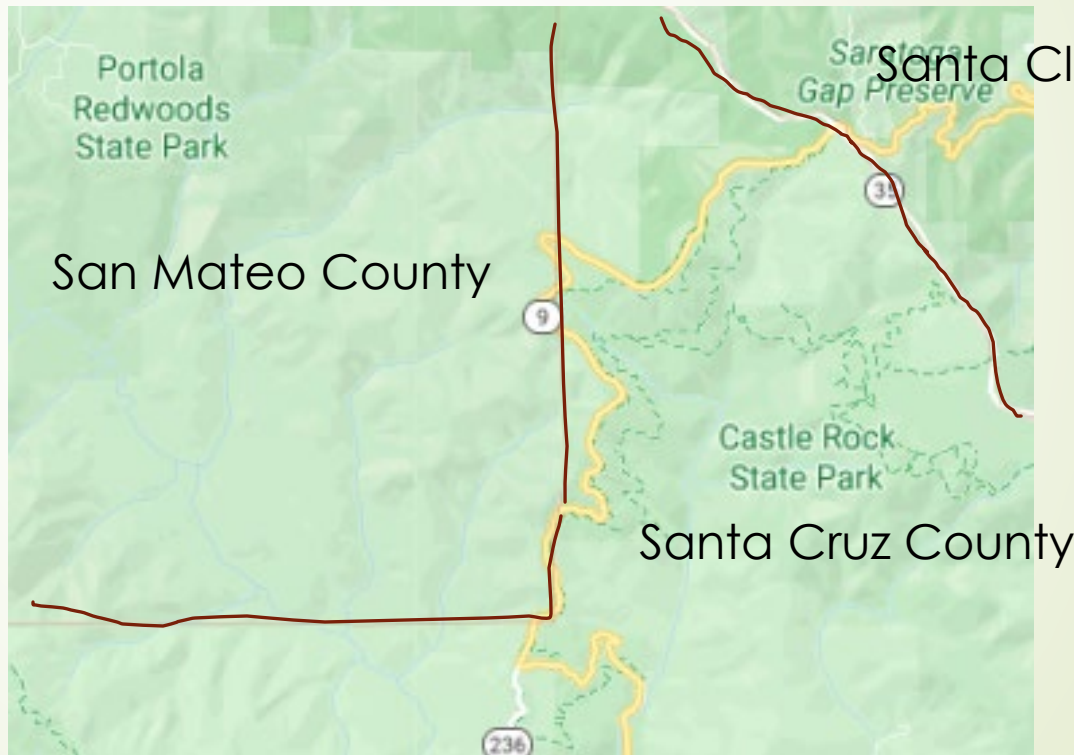 Portola
Redwoods
State Park
Saratoga
Gap Preserve
Santa Cl
35
San Mateo County
9
Castle Rock
State Park
Santa Cruz County
236